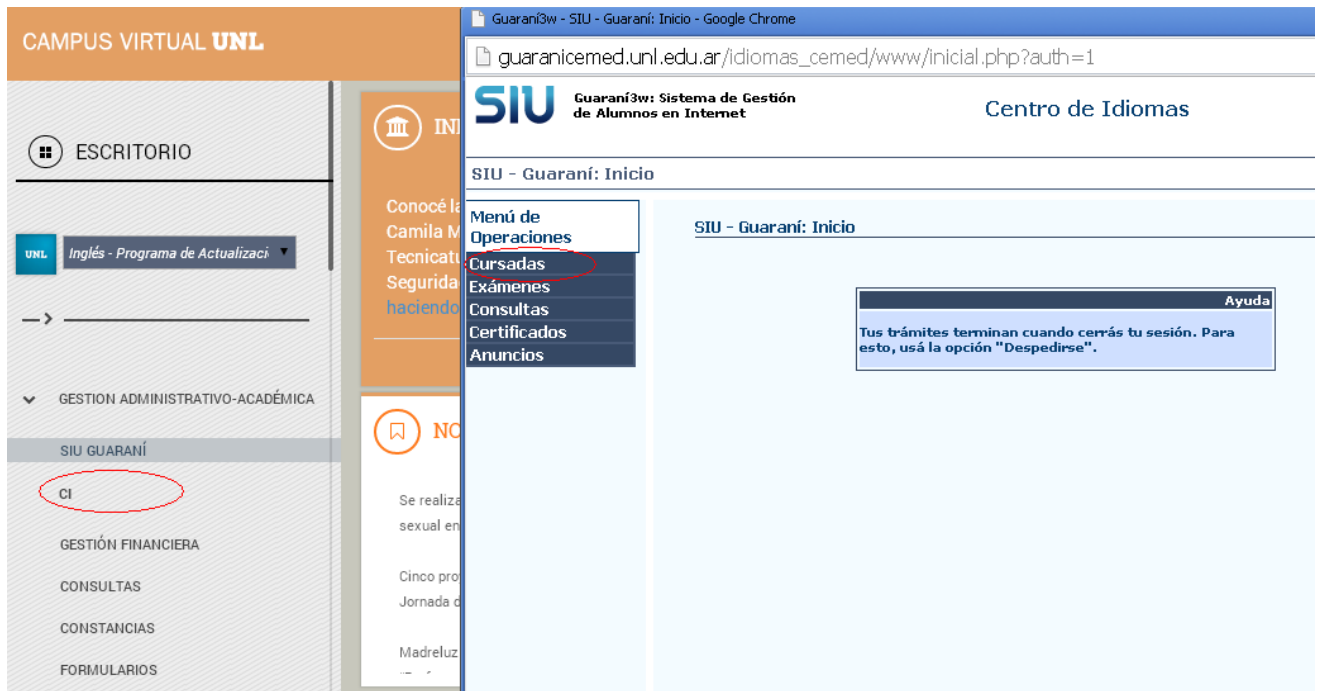 CAMPUS VIRTUAL UNL
ESCRITORIO
UNL
Inglés - Programa de Actualizaci
GESTION ADMINISTRATIVO-ACADÉMICA
SIU GUARANÍ
CI
GESTIÓN FINANCIERA
CONSULTAS
CONSTANCIAS
FORMULARIOS
Conocé la
Camila M
Tecnicatu
Segurida
haciendo
NO
Se realiza
sexual en
Cinco pro
Jornada d
Madreluz
Guaraní3w - SIU - Guaraní: Inicio - Google Chrome
guaranicemed.unl.edu.ar/idiomas_cemed/www/inicial.php?auth=1
SIU
Guaraní3w: Sistema de Gestión
de Alumnos en Internet
Centro de Idiomas
SIU - Guaraní: Inicio
Menú de
Operaciones
Cursadas
Exámenes
Consultas
Certificados
Anuncios
SIU - Guaraní: Inicio
Ayuda
Tus trámites terminan cuando cerrás tu sesión. Para
esto, usá la opción "Despedirse".